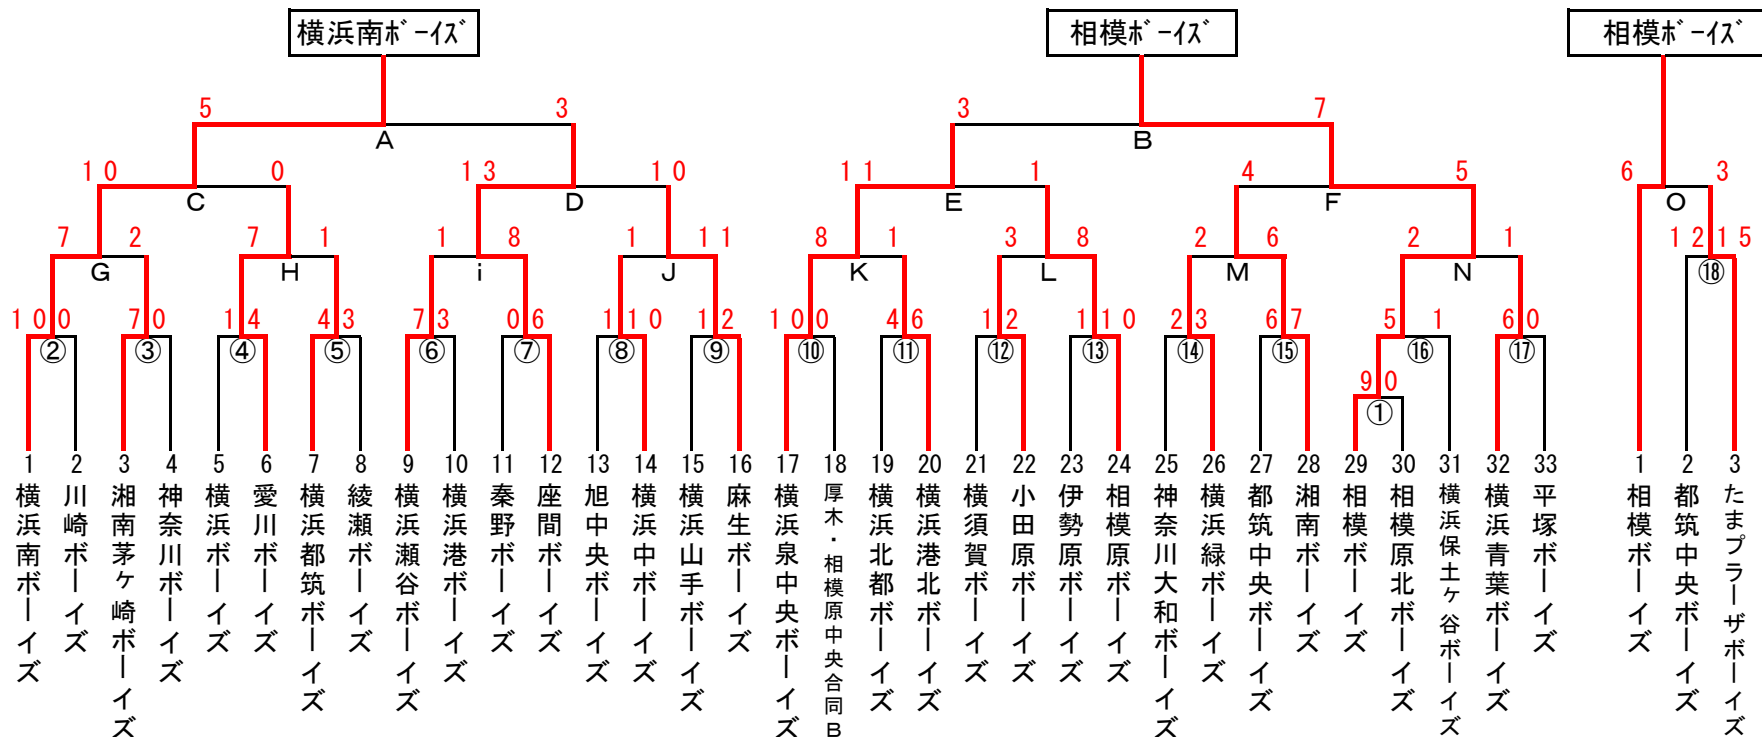 横浜南ボーイズ 相模ボーイズ 相模ボーイズ
5 3 3 7
A B
10 0 13 10 11 1 4 5 6 3
C D E F O
7 2 7 1 1 8 1 11 8 1 3 8 2 6 2 1 12 15
G H i J K L M N ⑱
10 0 7 0 1 4 4 3 7 3 0 6 1 10 1 2 10 0 4 6 1 2 1 10 2 3 6 7 5 1 6 0
② ③ ④ ⑤ ⑥ ⑦ ⑧ ⑨ ⑩ ⑪ ⑫ ⑬ ⑭ ⑮ ⑯ ⑰
9 0
①
1 横浜南ボーイズ
2 川崎ボーイズ
3 湘南茅ヶ崎ボーイズ
4 神奈川ボーイズ
5 横浜ボーイズ
6 愛川ボーイズ
7 横浜都筑ボーイズ
8 綾瀬ボーイズ
9 横浜瀬谷ボーイズ
10 横浜港ボーイズ
11 秦野ボーイズ
12 座間ボーイズ
13 旭中央ボーイズ
14 横浜中ボーイズ
15 横浜山手ボーイズ
16 麻生ボーイズ
17 横浜泉中央ボーイズ
18 厚木・相模原中央合同B
19 横浜北都ボーイズ
20 横浜港北ボーイズ
21 横須賀ボーイズ
22 小田原ボーイズ
23 伊勢原ボーイズ
24 相模原ボーイズ
25 神奈川大和ボーイズ
26 横浜緑ボーイズ
27 都筑中央ボーイズ
28 湘南ボーイズ
29 相模ボーイズ
30 相模原北ボーイズ
31 横浜保土ヶ谷ボーイズ
32 横浜青葉ボーイズ
33 平塚ボーイズ
1 相模ボーイズ
2 都筑中央ボーイズ
3 たまプラーザボーイズ